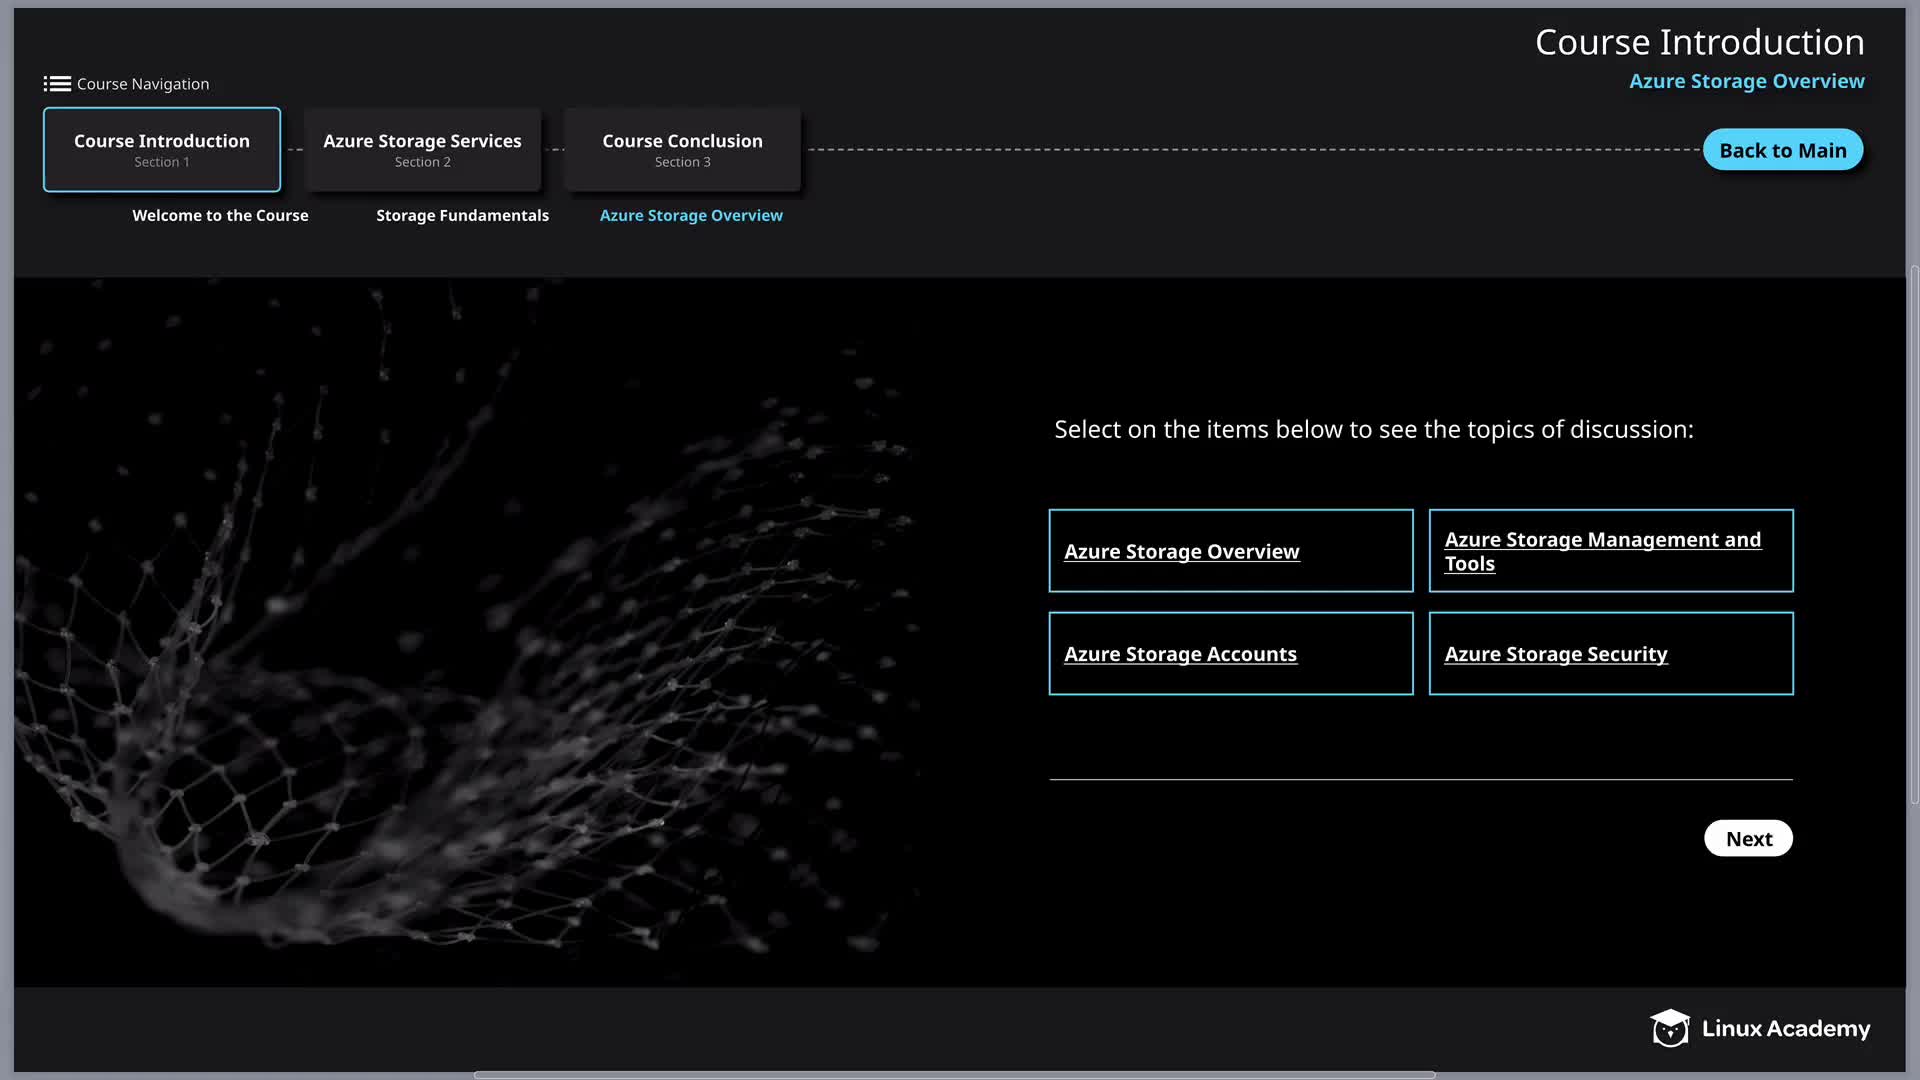 Course Introduction
Azure Storage Overview
Course Navigation
Course Introduction
Section 1
Azure Storage Services
Section 2
Course Conclusion
Section 3
Back to Main
Welcome to the Course
Storage Fundamentals
Azure Storage Overview
Select on the items below to see the topics of discussion:
Azure Storage Overview
Azure Storage Management and
Tools
Azure Storage Accounts
Azure Storage Security
Next
Linux Academy